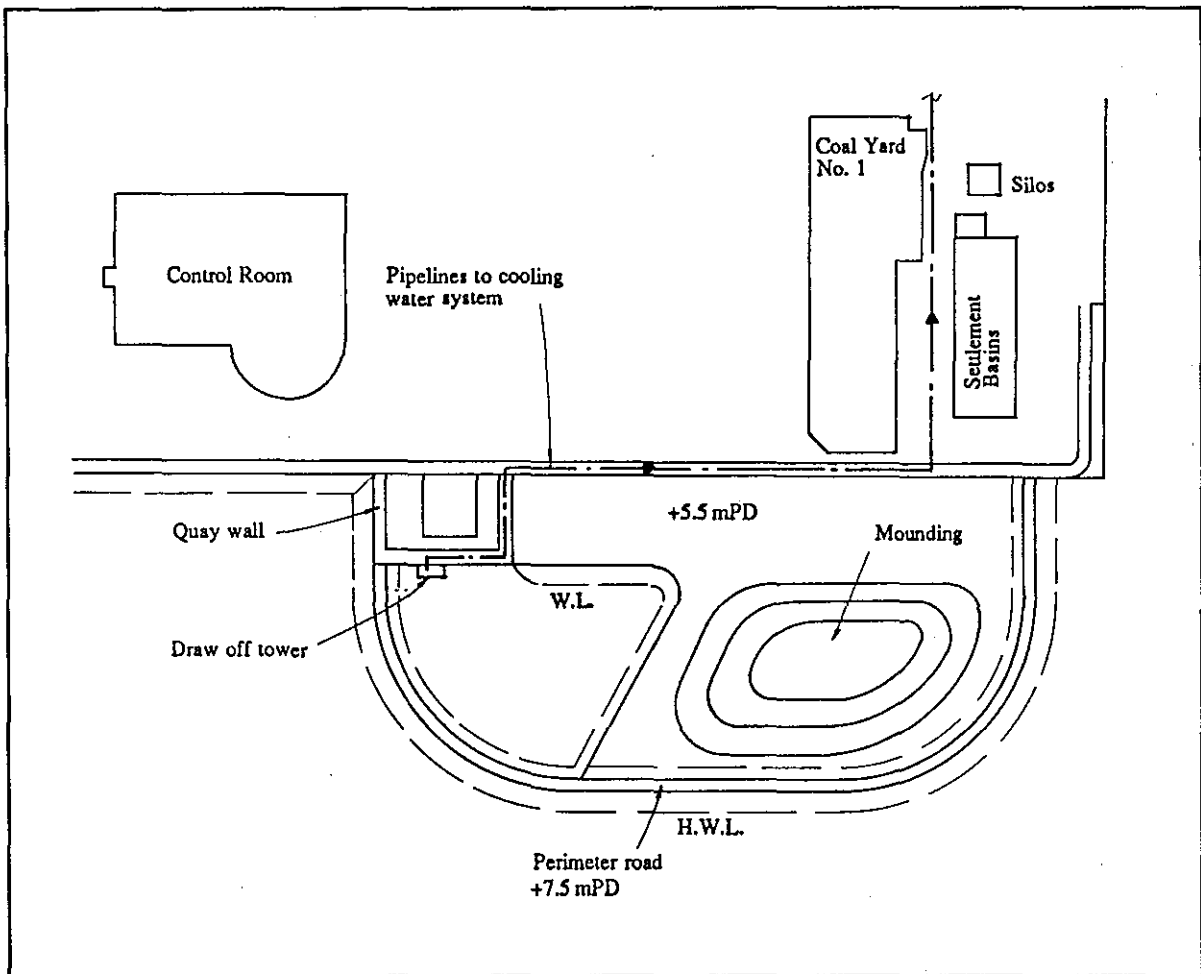 Coal Yard
No. 1
Silos
Control Room
Pipelines to cooling
water system
Settlement
Basins
Quay wall
+5.5 mPD
Mounding
W.L.
Draw off tower
H.W.L.
Perimeter road
+7.5 mPD